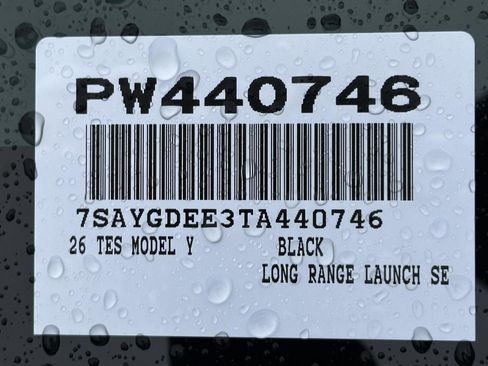 PW440746
7SAYGDEE3TA440746
26 TES MODEL Y BLACK
LONG RANGE LAUNCH SE